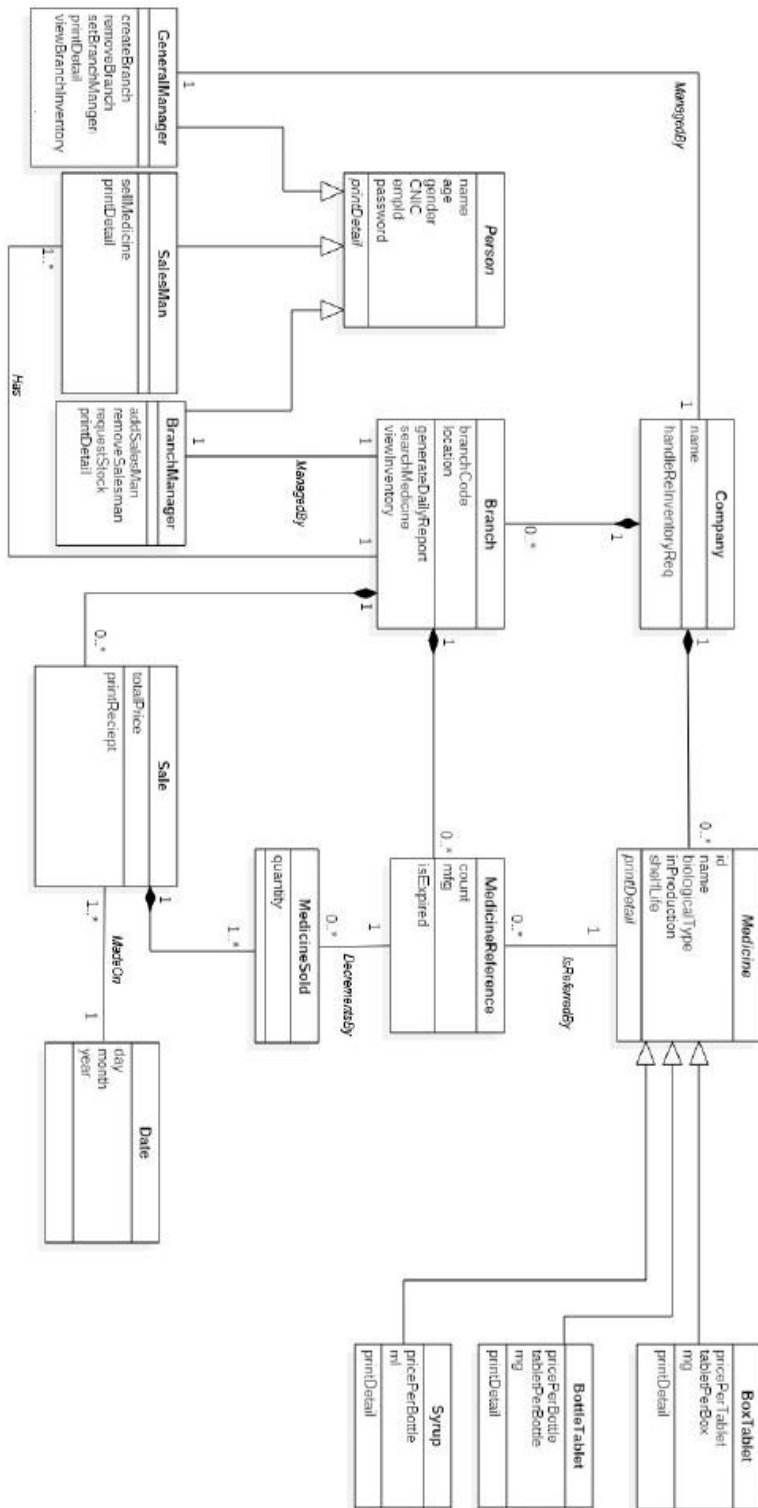 Company
name
handleReInventoryReq
1
1
1
ManagedBy
1
GeneralManager
createBranch
removeBranch
setBranchManger
printDetail
viewBranchInventory
Person
name
age
gender
CNIC
empId
password
printDetail
SalesMan
sellMedicine
printDetail
1..*
Has
1
BranchManager
addSalesMan
removeSalesman
requestStock
printDetail
1
ManagedBy
1
0..*
Branch
branchCode
location
generateDailyReport
searchMedicine
viewInventory
1
1
0..*
Medicine
id
name
biologicalType
inProduction
shelfLife
printDetail
1
IsReferredBy
0..*
0..*
MedicineReference
count
mfg
isExpired
1
DecrementsBy
0..*
MedicineSold
quantity
1..*
1
0..*
Sale
totalPrice
printReciept
1..*
MadeOn
1
Date
day
month
year
BoxTablet
pricePerTablet
tabletPerBox
mg
printDetail
BottleTablet
pricePerBottle
tabletPerBottle
mg
printDetail
Syrup
pricePerBottle
ml
printDetail